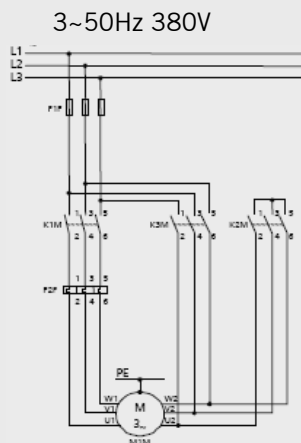 3~50Hz 380V
L1
L2
L3
F1F
1 3 5
K1M
2 4 6
1 3 5
K3M
2 4 6
1 3 5
K2M
2 4 6
1 3 5
F2F
2 4 6
PE
W1 W2
V1 M V2
U1 3~ U2
M1M